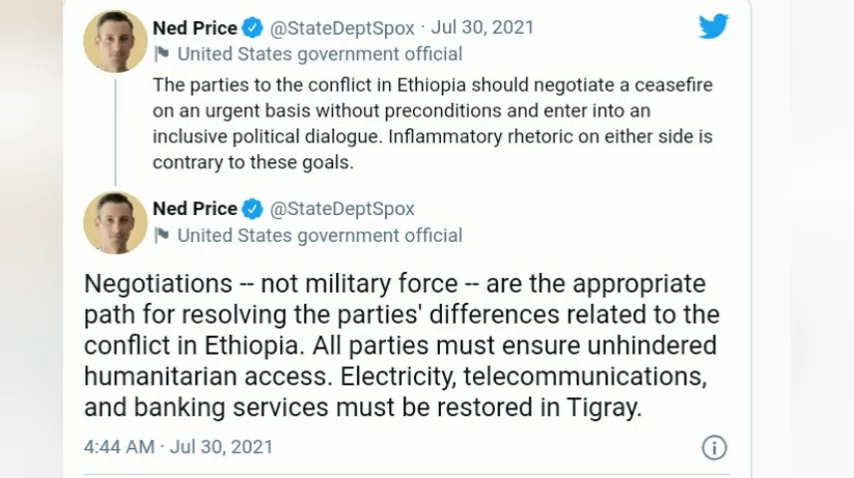 Ned Price @StateDeptSpox · Jul 30, 2021
United States government official
The parties to the conflict in Ethiopia should negotiate a ceasefire
on an urgent basis without preconditions and enter into an
inclusive political dialogue. Inflammatory rhetoric on either side is
contrary to these goals.
Ned Price @StateDeptSpox
United States government official
Negotiations -- not military force -- are the appropriate
path for resolving the parties' differences related to the
conflict in Ethiopia. All parties must ensure unhindered
humanitarian access. Electricity, telecommunications,
and banking services must be restored in Tigray.
4:44 AM · Jul 30, 2021